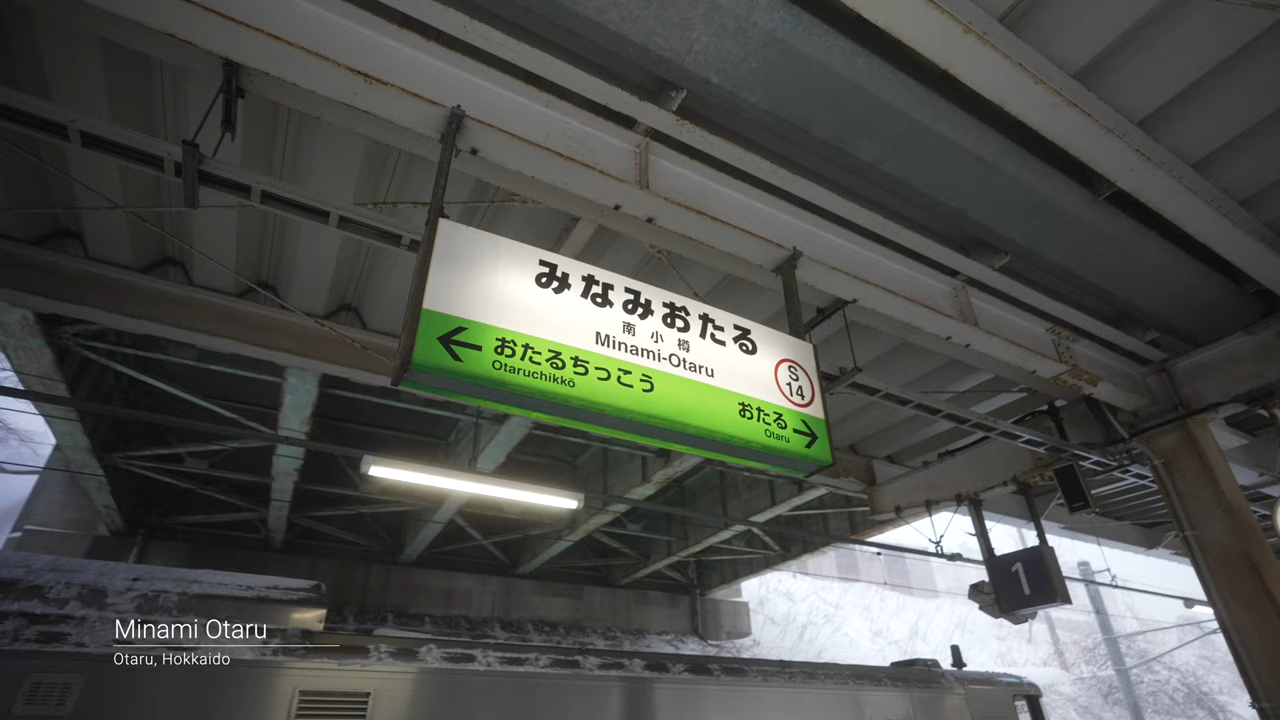 みなみおたる
南小樽
Minami-Otaru
S
14
おたるちっこう
Otaruchikkō
おたる
Otaru
1
Minami Otaru
Otaru, Hokkaido